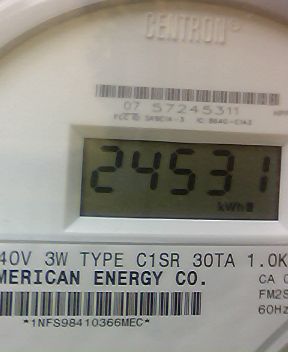 CENTRON®
07 57245311
24531
kWh
40V 3W TYPE C1SR 30TA 1.0K
MERICAN ENERGY CO.
CA
FM2S
60Hz
*1NFS98410366MEC*